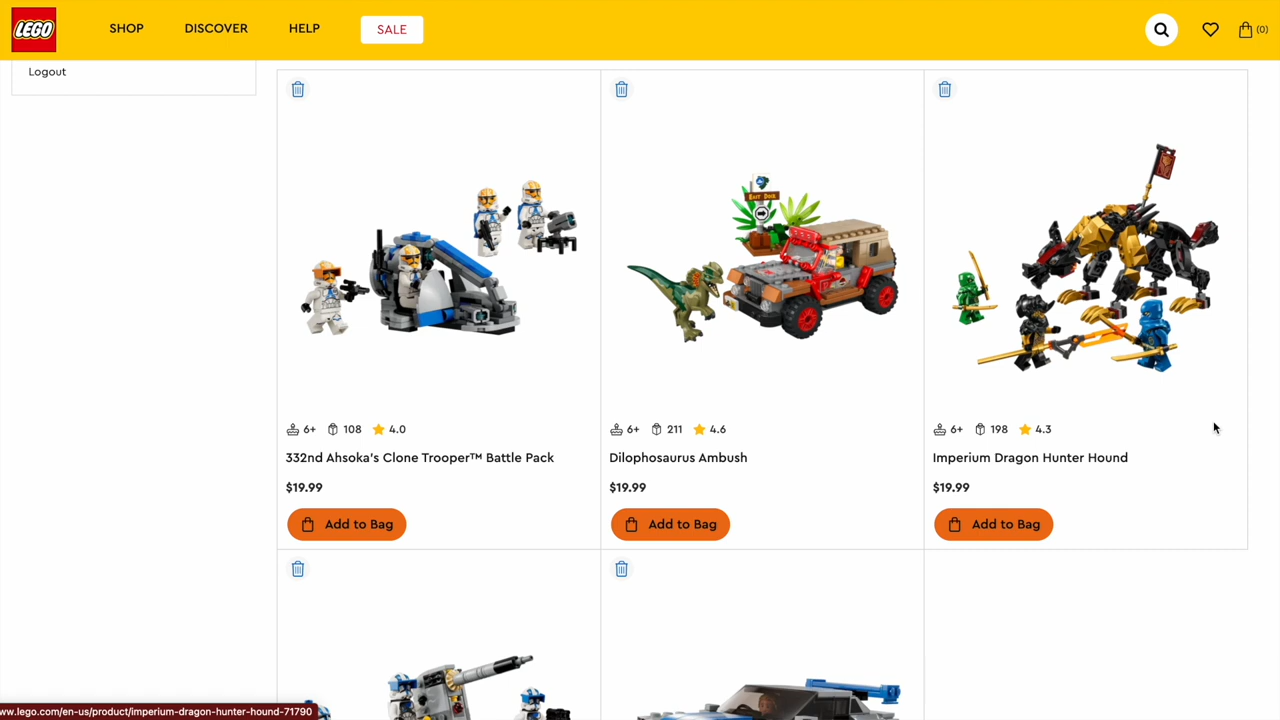 LEGO
SHOP
DISCOVER
HELP
SALE
(0)
Logout
EASY DOCK
6+ 108 4.0
332nd Ahsoka's Clone Trooper™ Battle Pack
$19.99
Add to Bag
6+ 211 4.6
Dilophosaurus Ambush
$19.99
Add to Bag
6+ 198 4.3
Imperium Dragon Hunter Hound
$19.99
Add to Bag
ww.lego.com/en-us/product/imperium-dragon-hunter-hound-71790